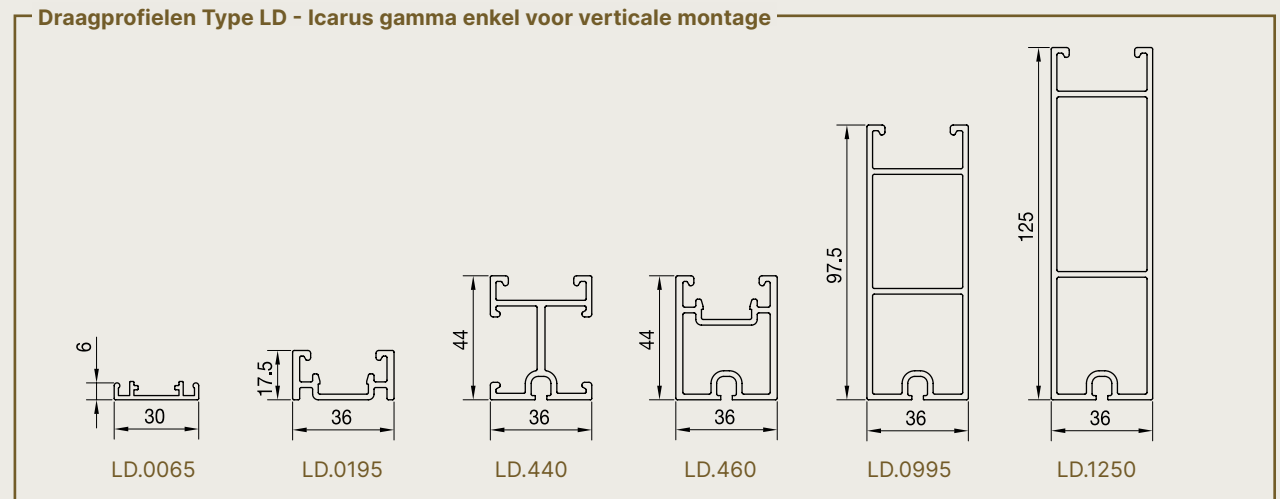 Draagprofielen Type LD - Icarus gamma enkel voor verticale montage
6
30
17.5
36
44
36
44
36
97.5
36
125
36
LD.0065
LD.0195
LD.440
LD.460
LD.0995
LD.1250